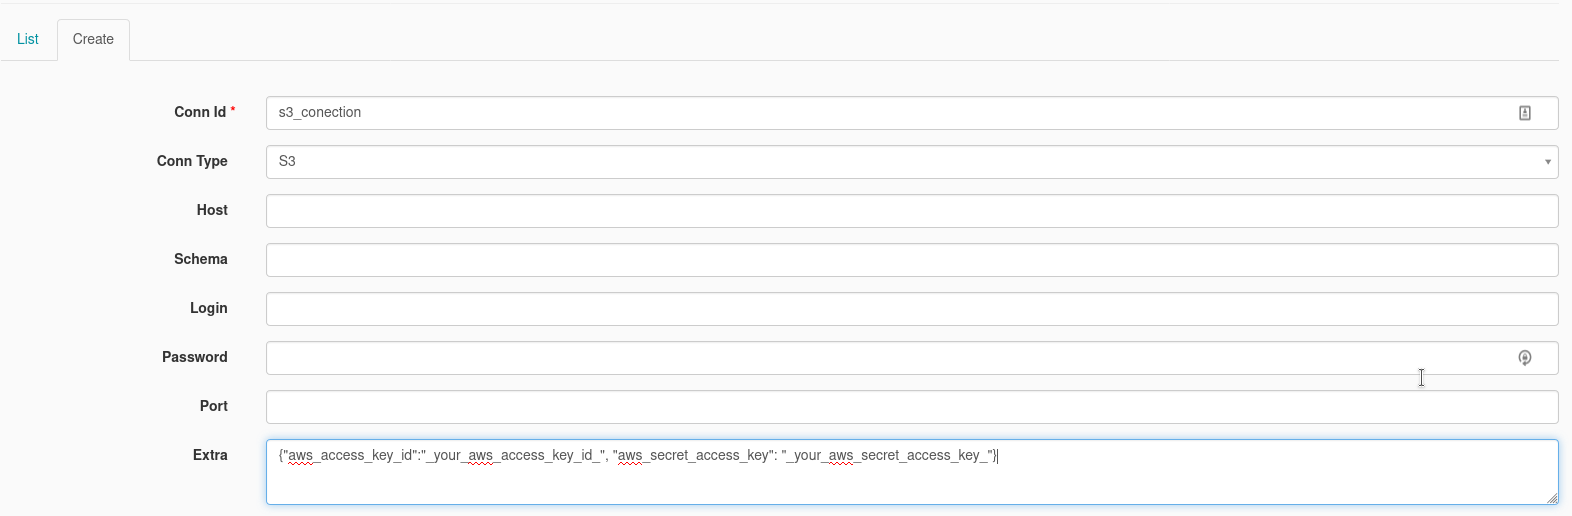 List Create
Conn Id * s3_conection
Conn Type S3
Host
Schema
Login
Password
Port
Extra {"aws_access_key_id":"_your_aws_access_key_id_", "aws_secret_access_key": "_your_aws_secret_access_key_"}